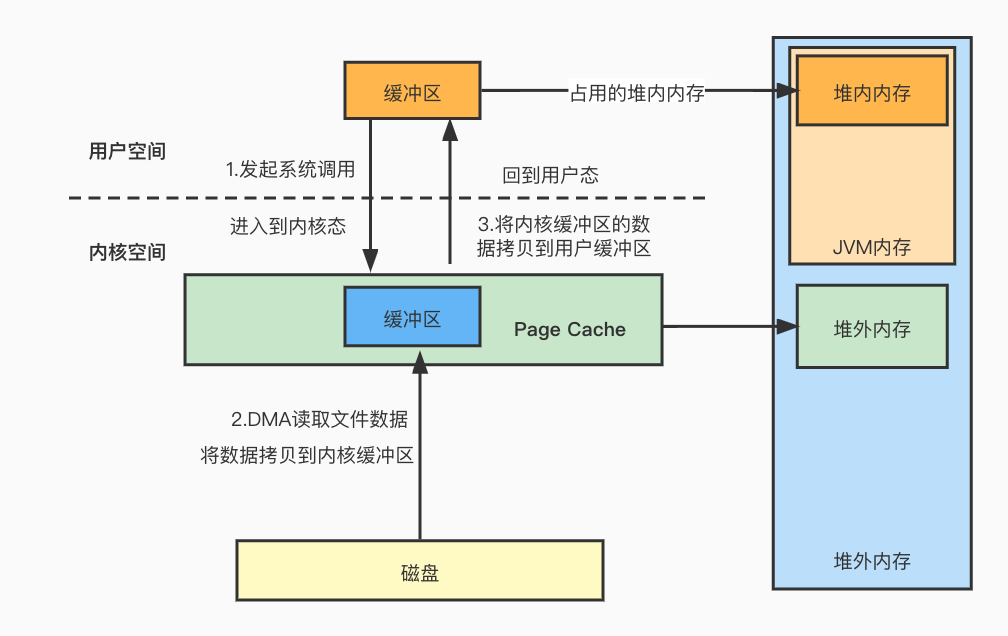 缓冲区
占用的堆内内存
堆内内存
用户空间
1.发起系统调用
回到用户态
进入到内核态
3.将内核缓冲区的数
据拷贝到用户缓冲区
内核空间
JVM内存
缓冲区
Page Cache
堆外内存
2.DMA读取文件数据
将数据拷贝到内核缓冲区
堆外内存
磁盘